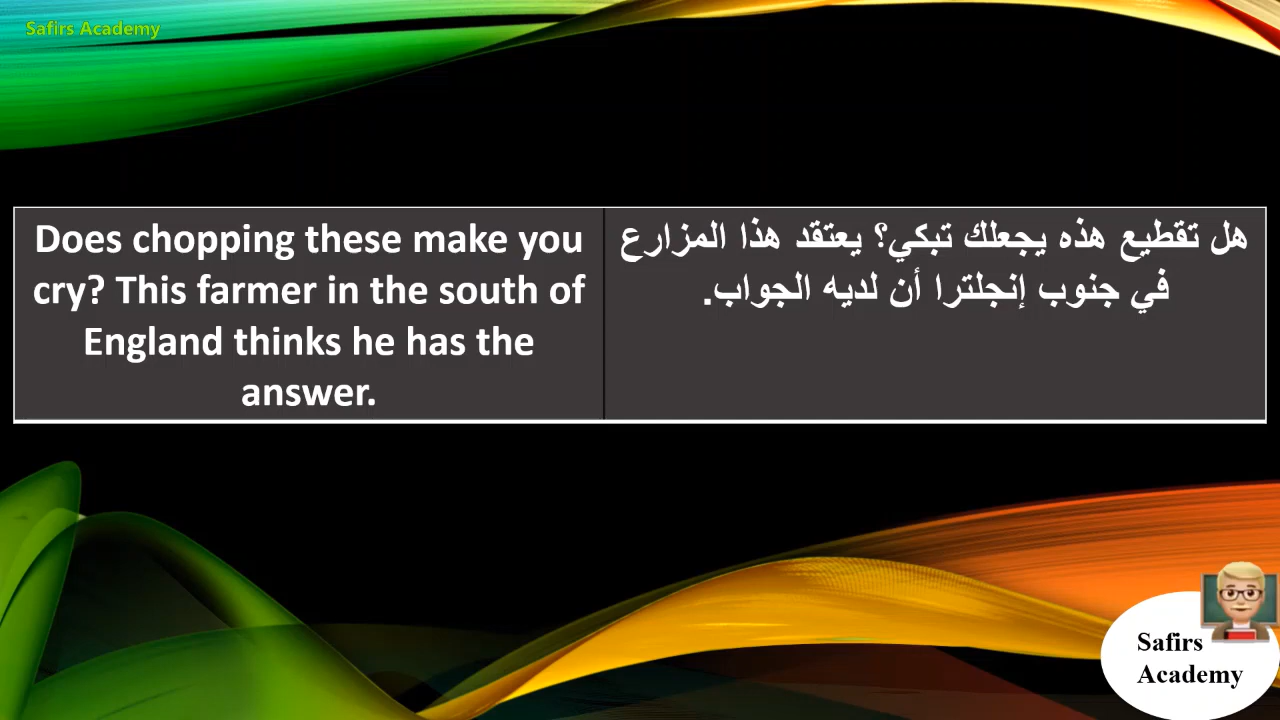 Safirs Academy
Does chopping these make you
cry? This farmer in the south of
England thinks he has the
answer.
هل تقطيع هذه يجعلك تبكي؟ يعتقد هذا المزارع
في جنوب إنجلترا أن لديه الجواب.
Safirs
Academy